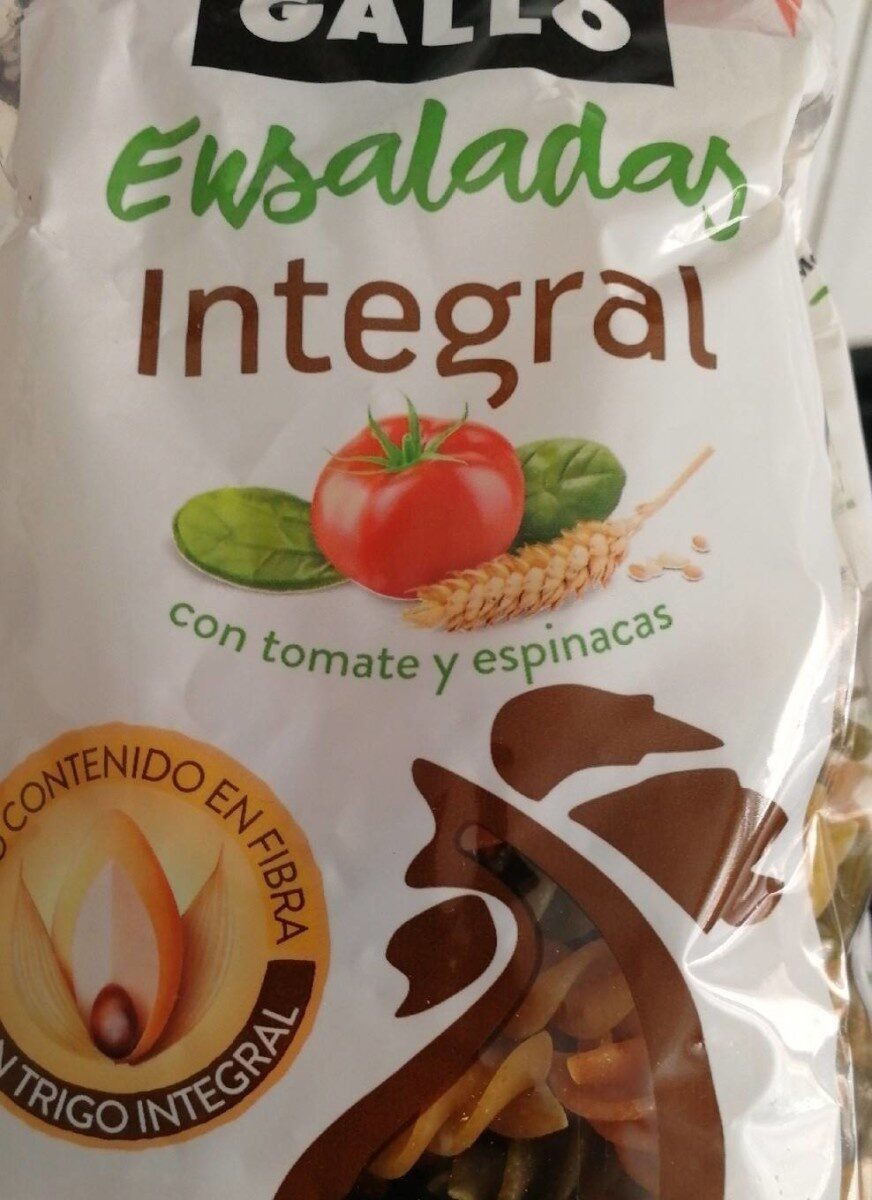 GALLO
Ensaladas
Integral
con tomate y espinacas
CONTENIDO EN FIBRA
TRIGO INTEGRAL